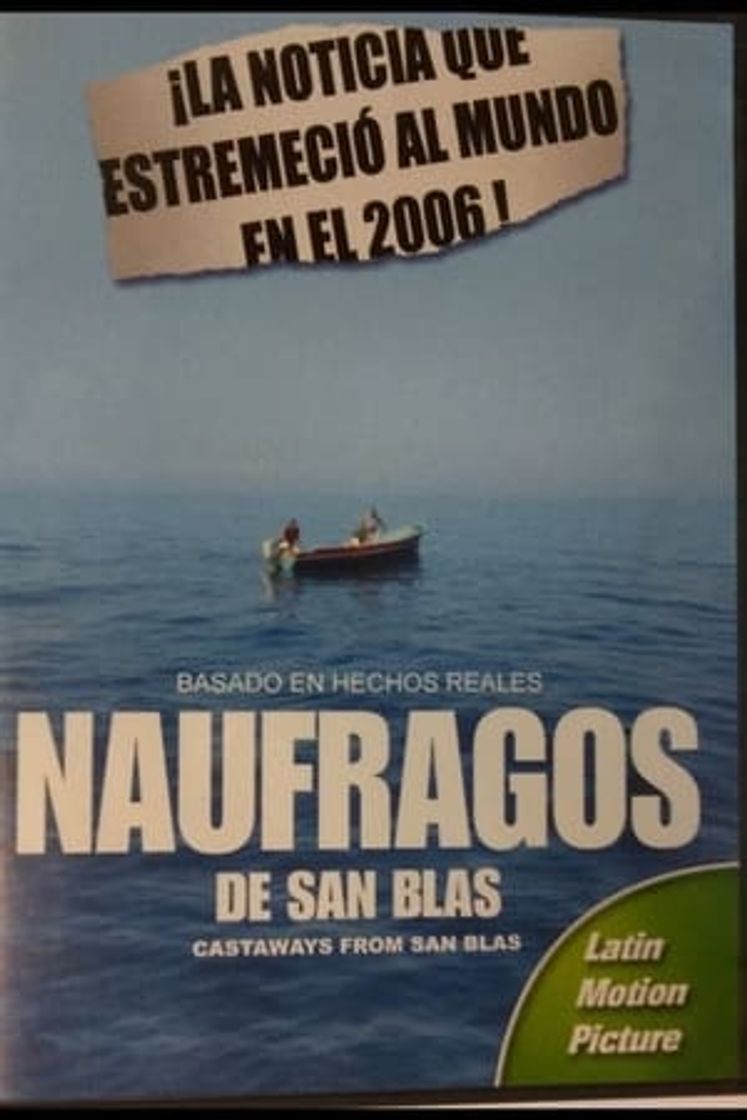 ¡LA NOTICIA QUE
ESTREMECIÓ AL MUNDO
EN EL 2006 !
BASADO EN HECHOS REALES
NAUFRAGOS
DE SAN BLAS
CASTAWAYS FROM SAN BLAS
Latin
Motion
Picture